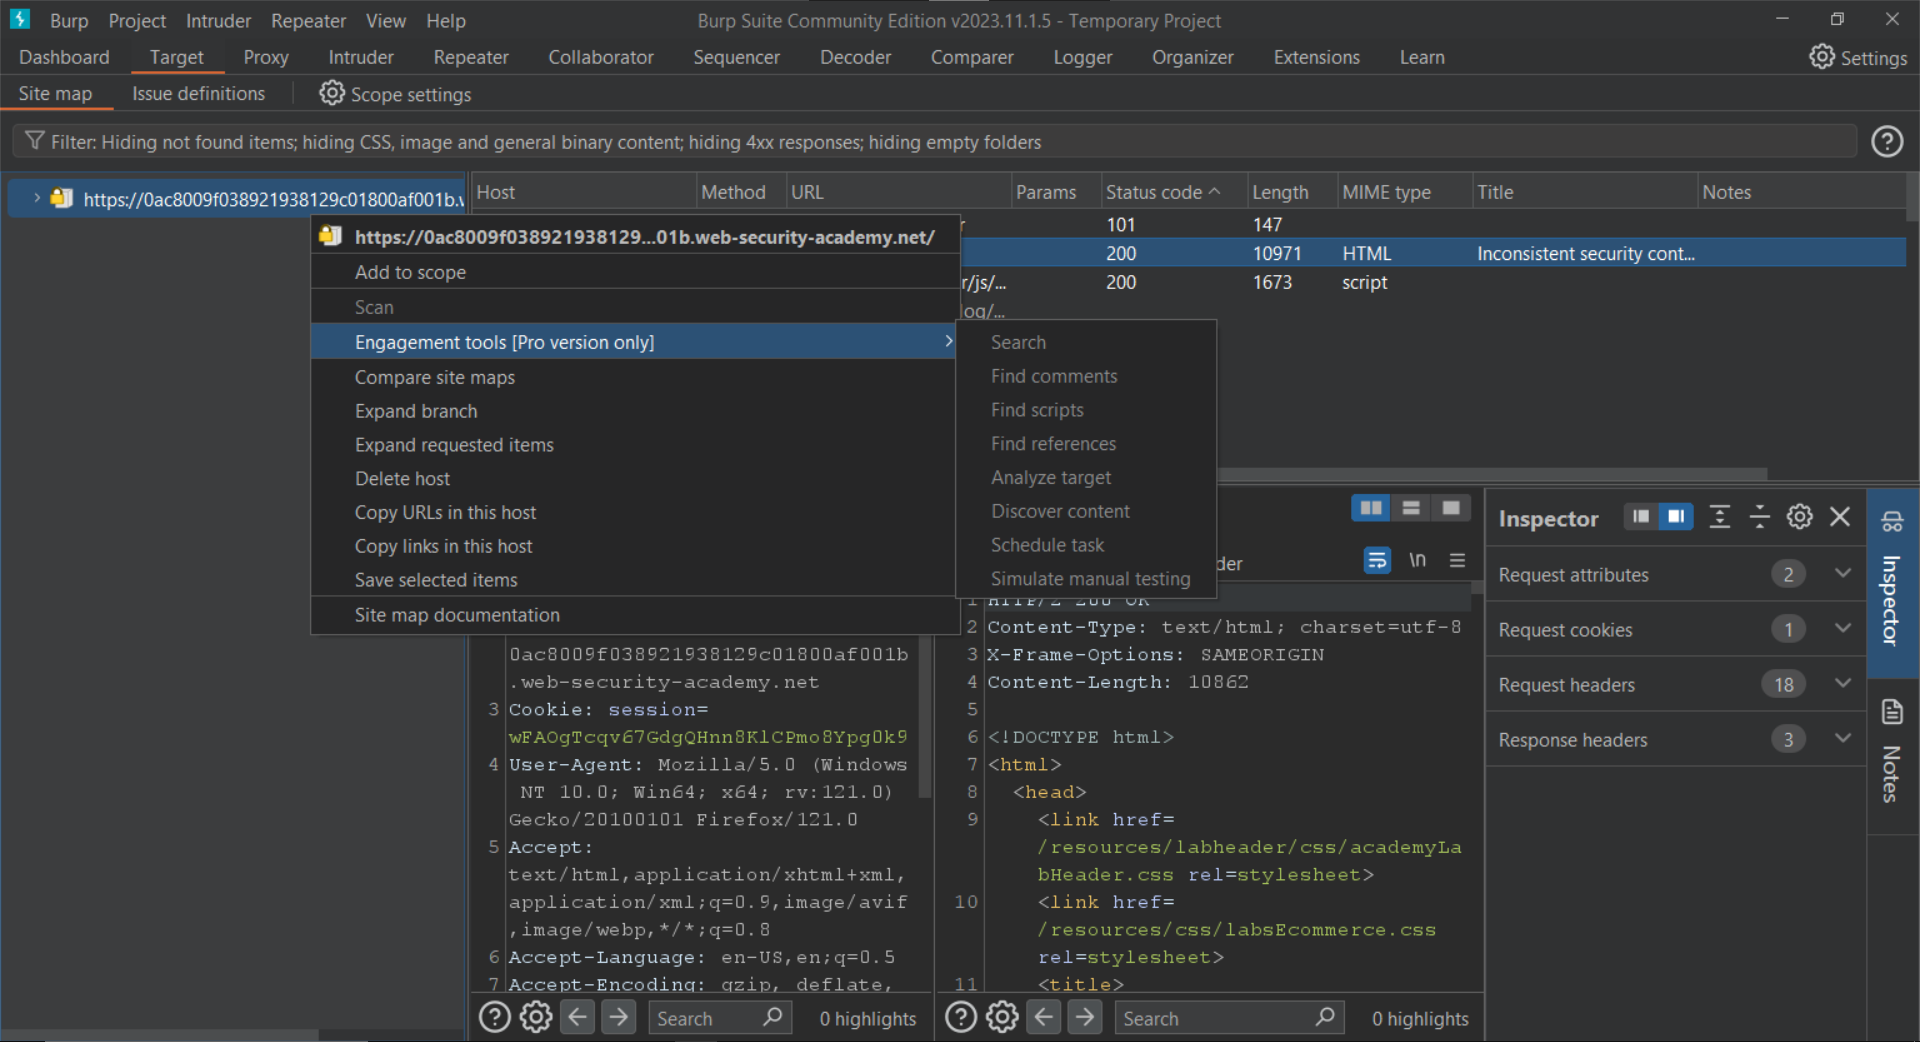 Burp Project Intruder Repeater View Help Burp Suite Community Edition v2023.11.1.5 - Temporary Project
Dashboard Target Proxy Intruder Repeater Collaborator Sequencer Decoder Comparer Logger Organizer Extensions Learn Settings
Site map Issue definitions Scope settings
Filter: Hiding not found items; hiding CSS, image and general binary content; hiding 4xx responses; hiding empty folders
https://0ac8009f038921938129c01800af001b.
Host Method URL Params Status code Length MIME type Title Notes
r 101 147
200 10971 HTML Inconsistent security cont...
r/js/... 200 1673 script
log/...
https://0ac8009f038921938129...01b.web-security-academy.net/
Add to scope
Scan
Engagement tools [Pro version only]
Compare site maps
Expand branch
Expand requested items
Delete host
Copy URLs in this host
Copy links in this host
Save selected items
Site map documentation
Search
Find comments
Find scripts
Find references
Analyze target
Discover content
Schedule task
Simulate manual testing
0ac8009f038921938129c01800af001b
.web-security-academy.net
3 Cookie: session=
wFAOgTcqv67GdgQHnn8KlCPmo8Ypg0k9
4 User-Agent: Mozilla/5.0 (Windows
NT 10.0; Win64; x64; rv:121.0)
Gecko/20100101 Firefox/121.0
5 Accept:
text/html,application/xhtml+xml,
application/xml;q=0.9,image/avif
,image/webp,*/*;q=0.8
6 Accept-Language: en-US,en;q=0.5
7 Accept-Encoding: gzip, deflate,
Search 0 highlights
der \n
1 HTTP/2 200 OK
2 Content-Type: text/html; charset=utf-8
3 X-Frame-Options: SAMEORIGIN
4 Content-Length: 10862
5
6 <!DOCTYPE html>
7 <html>
8 <head>
9 <link href=
/resources/labheader/css/academyLa
bHeader.css rel=stylesheet>
10 <link href=
/resources/css/labsEcommerce.css
rel=stylesheet>
11 <title>
Search 0 highlights
Inspector
Request attributes 2
Request cookies 1
Request headers 18
Response headers 3
Inspector
Notes